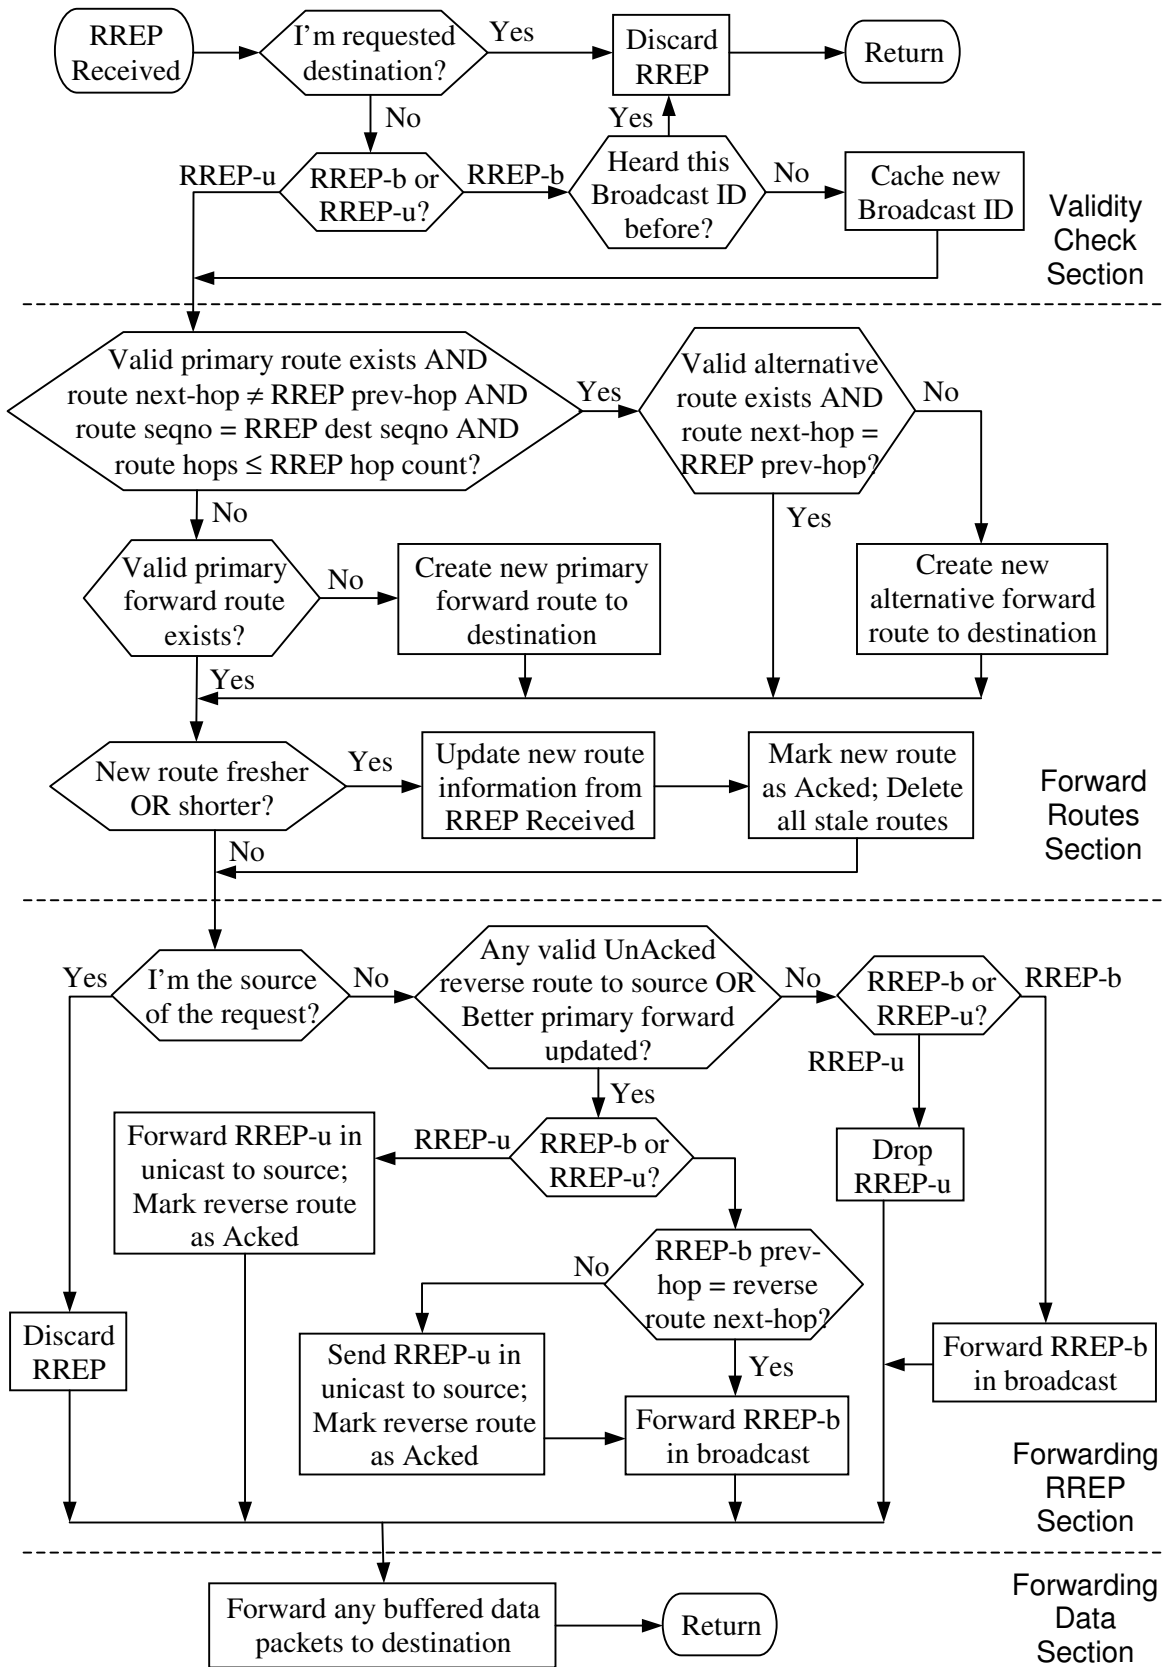 RREP
Received
I'm requested
destination?
Yes
Discard
RREP
Return
No
Yes
RREP-u
RREP-b or
RREP-u?
RREP-b
Heard this
Broadcast ID
before?
No
Cache new
Broadcast ID
Validity
Check
Section
Valid primary route exists AND
route next-hop ≠ RREP prev-hop AND
route seqno = RREP dest seqno AND
route hops ≤ RREP hop count?
Yes
Valid alternative
route exists AND
route next-hop =
RREP prev-hop?
No
No
Yes
Valid primary
forward route
exists?
No
Create new primary
forward route to
destination
Create new
alternative forward
route to destination
Yes
New route fresher
OR shorter?
Yes
Update new route
information from
RREP Received
Mark new route
as Acked; Delete
all stale routes
No
Forward
Routes
Section
Yes
I'm the source
of the request?
No
Any valid UnAcked
reverse route to source OR
Better primary forward
updated?
No
RREP-b or
RREP-u?
RREP-b
RREP-u
Yes
Forward RREP-u in
unicast to source;
Mark reverse route
as Acked
RREP-u
RREP-b or
RREP-u?
Drop
RREP-u
No
RREP-b prev-
hop = reverse
route next-hop?
Discard
RREP
Send RREP-u in
unicast to source;
Mark reverse route
as Acked
Yes
Forward RREP-b
in broadcast
Forward RREP-b
in broadcast
Forwarding
RREP
Section
Forward any buffered data
packets to destination
Return
Forwarding
Data
Section